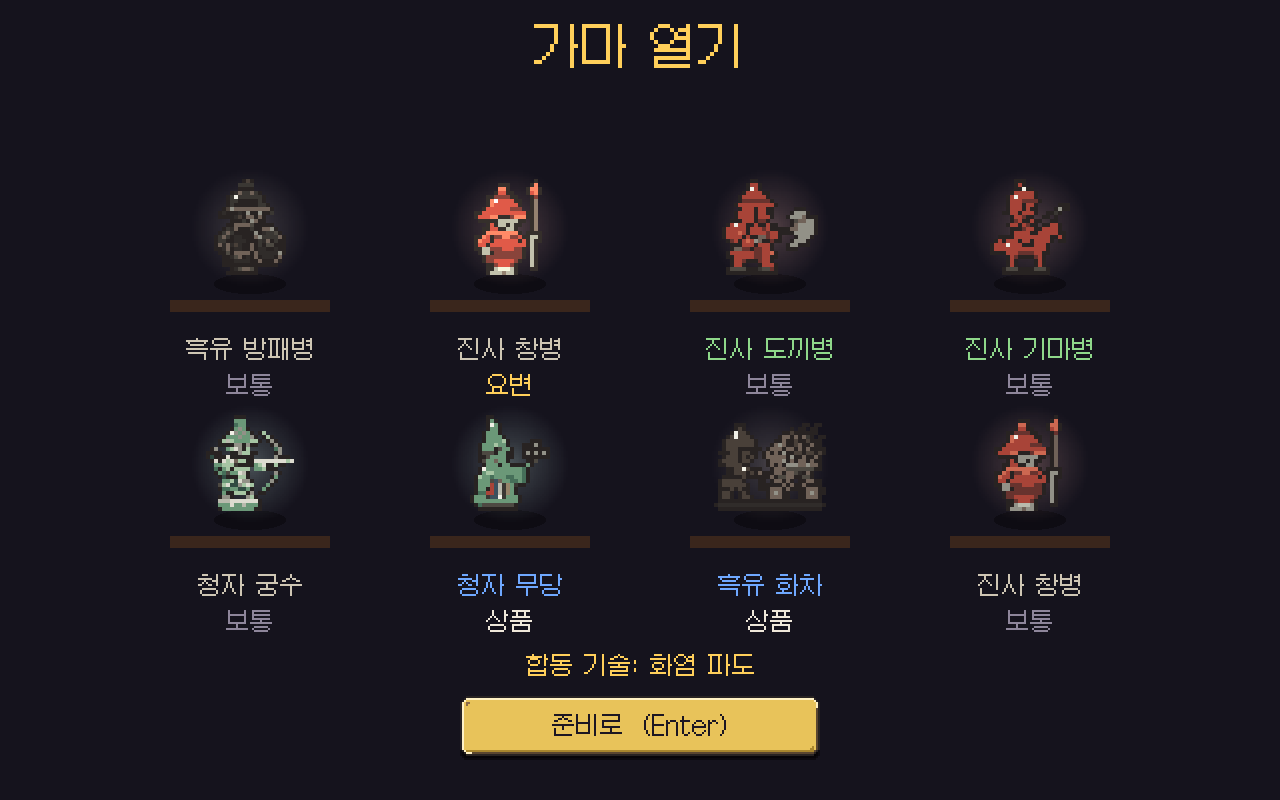 가마 열기
흑유 방패병
진사 창병
진사 도끼병
진사 기마병
보통
요변
보통
보통
청자 궁수
청자 무당
흑유 화차
진사 창병
보통
상품
상품
보통
합동 기술: 화염 파도
준비로 (Enter)